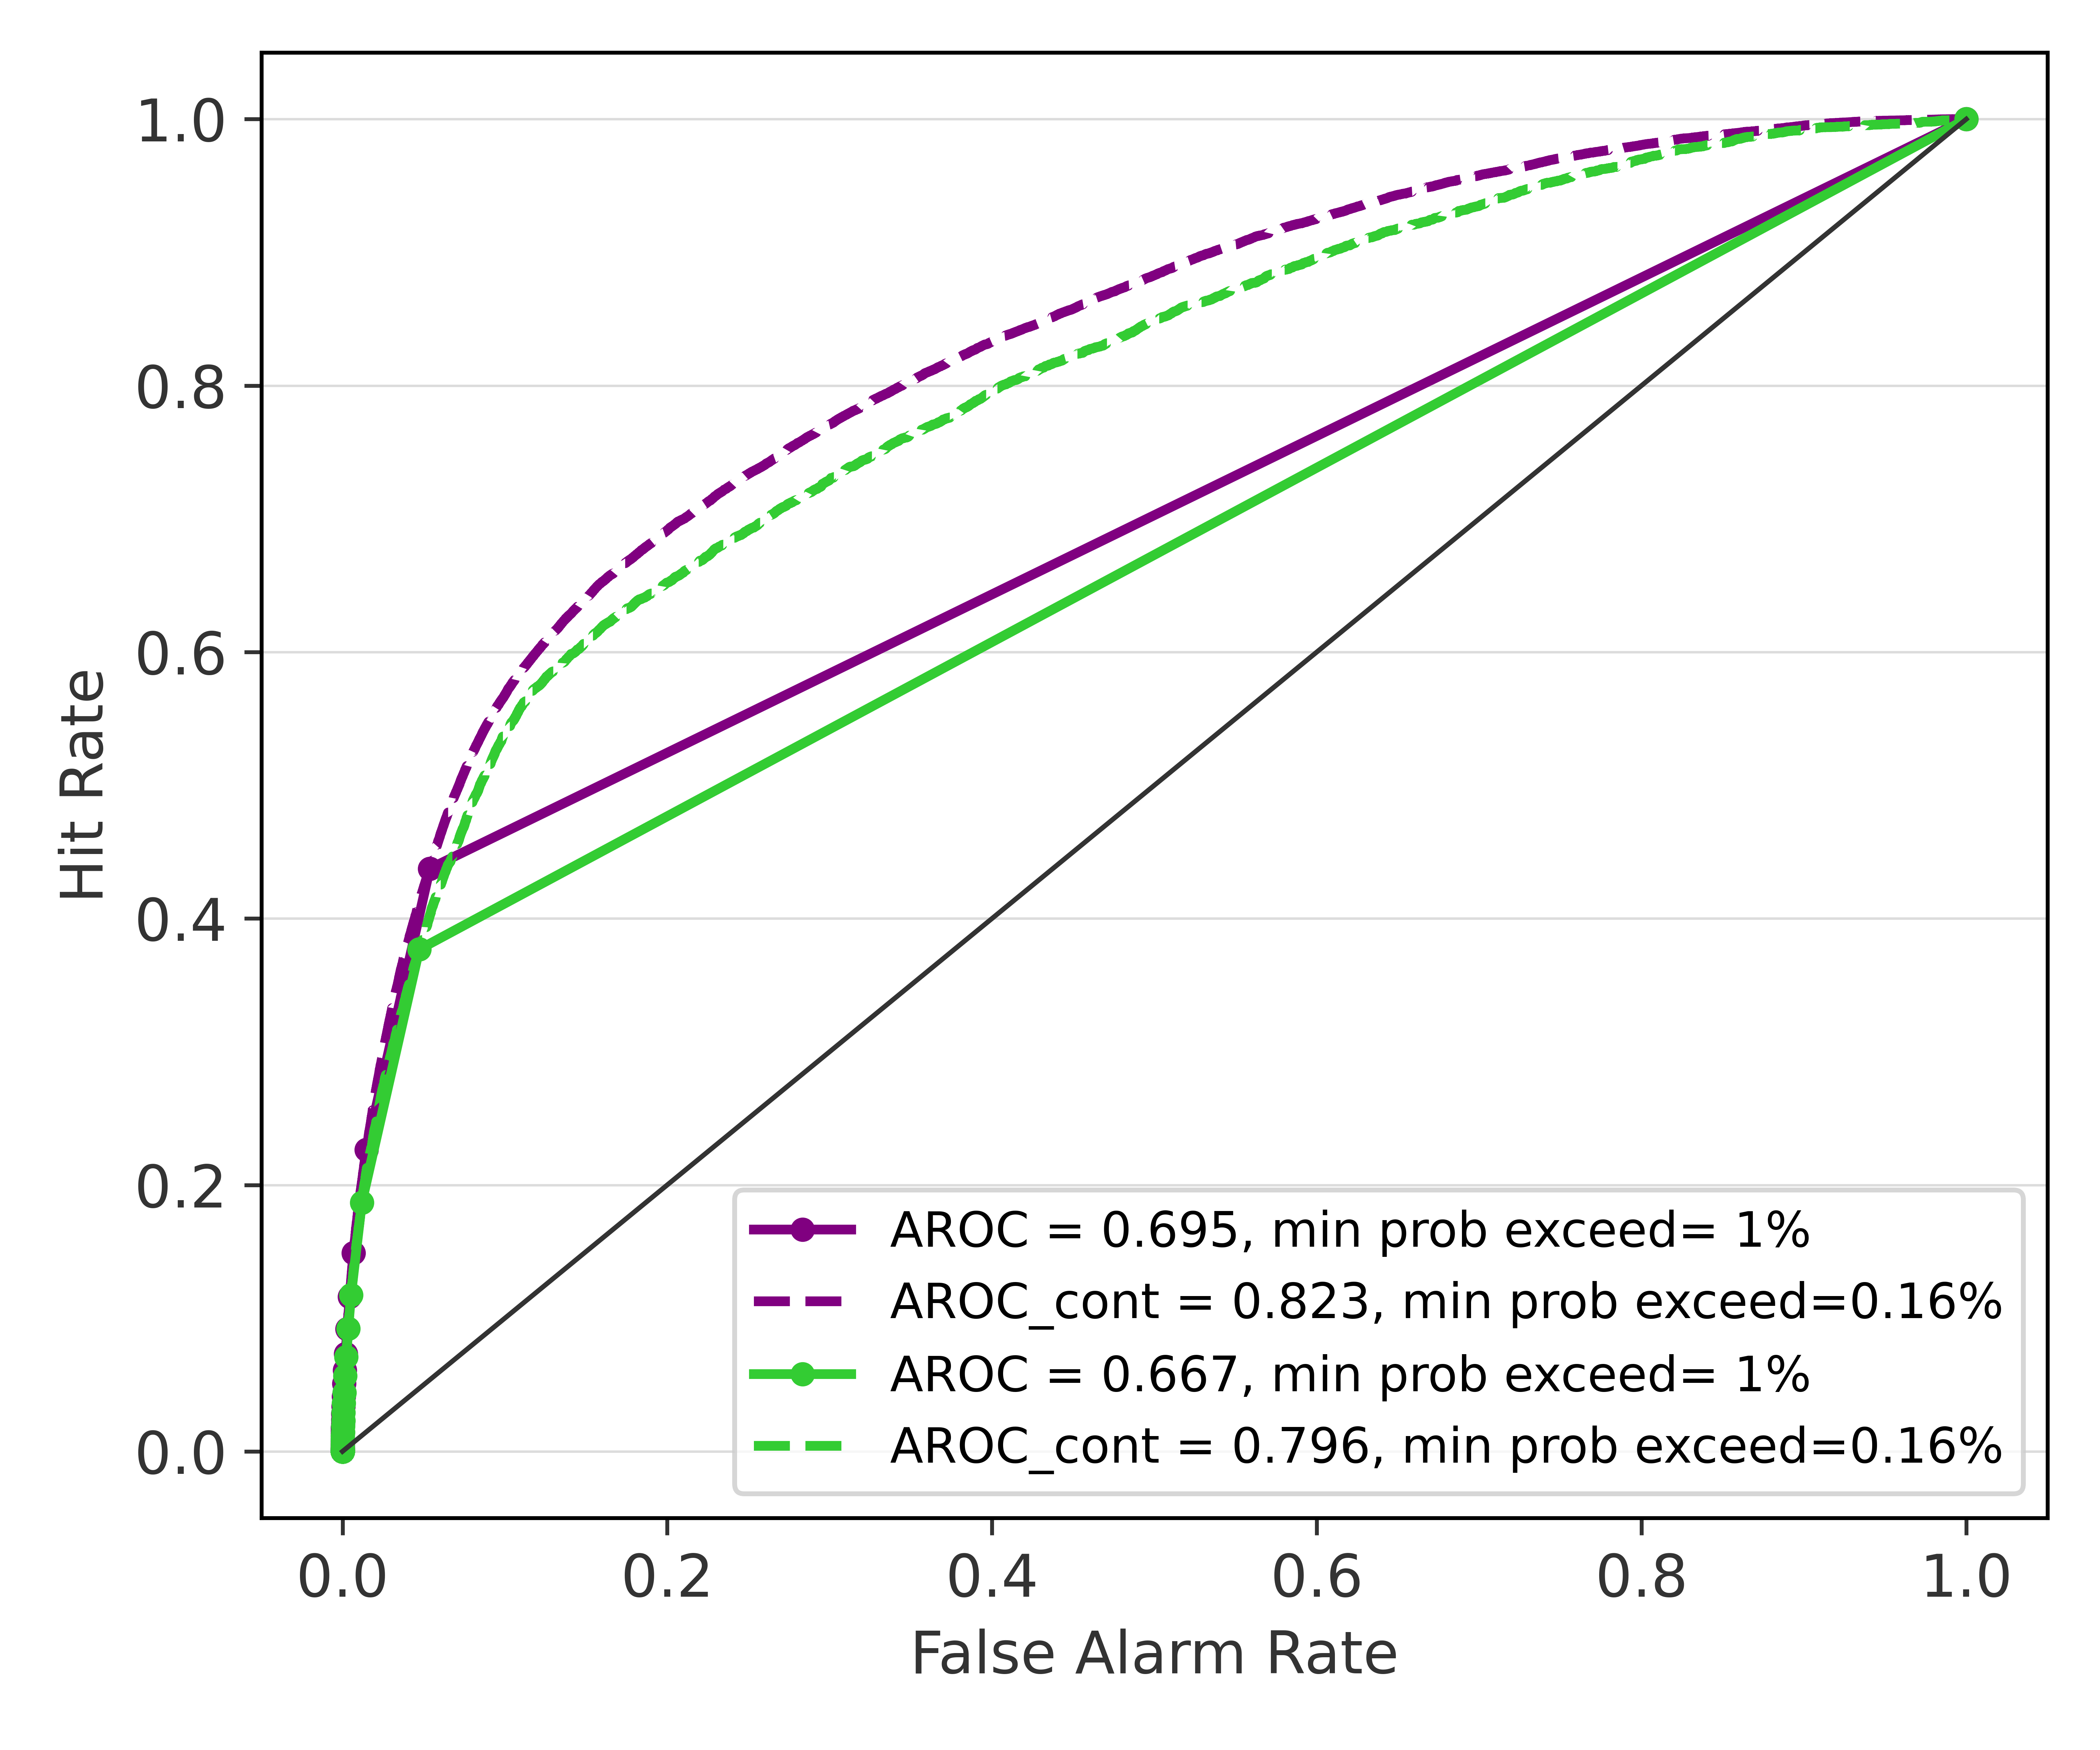 1.0
0.8
0.6
0.4
0.2
0.0
Hit Rate
AROC = 0.695, min prob exceed= 1%
AROC_cont = 0.823, min prob exceed=0.16%
AROC = 0.667, min prob exceed= 1%
AROC_cont = 0.796, min prob exceed=0.16%
0.0 0.2 0.4 0.6 0.8 1.0
False Alarm Rate